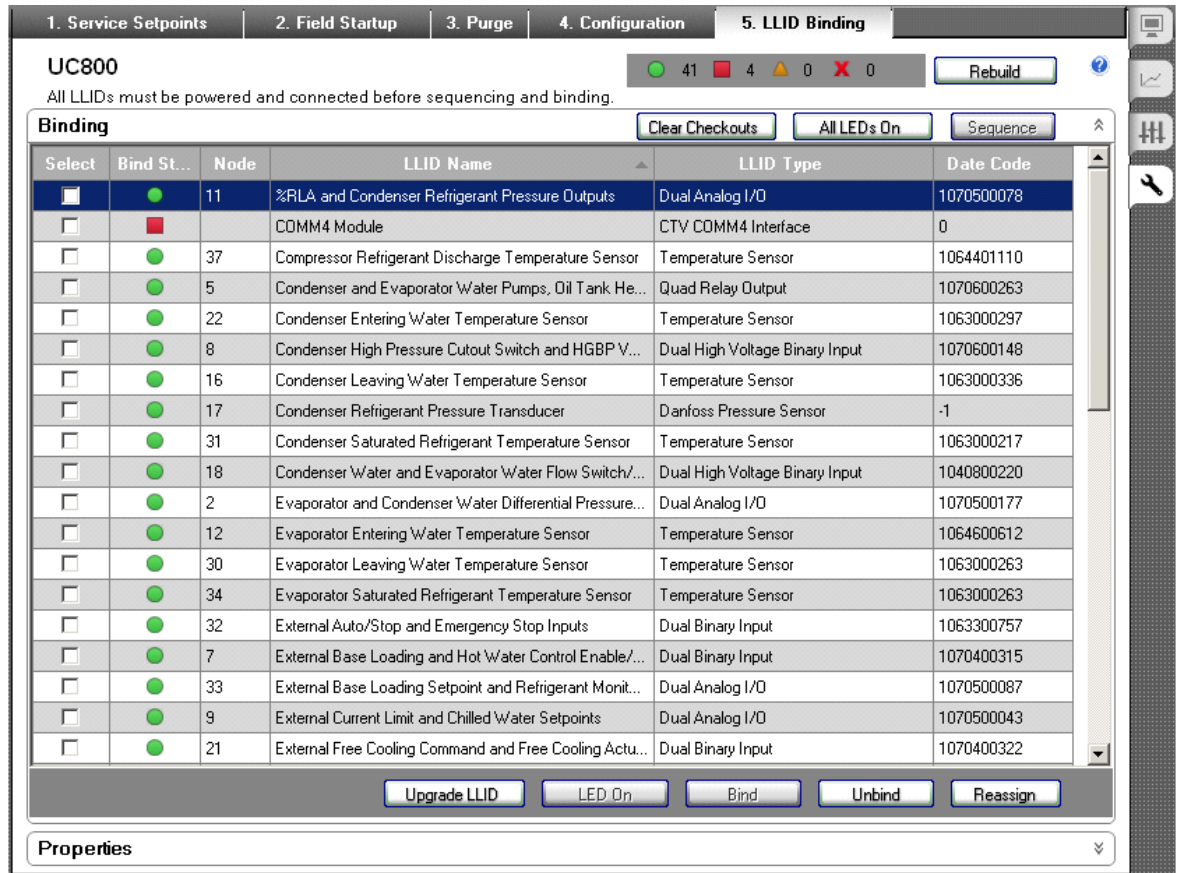 1. Service Setpoints 2. Field Startup 3. Purge 4. Configuration 5. LLID Binding
UC800 41 4 0 0 Rebuild ?
All LLIDs must be powered and connected before sequencing and binding.
Binding Clear Checkouts All LEDs On Sequence
Select Bind St... Node LLID Name LLID Type Date Code
11 %RLA and Condenser Refrigerant Pressure Outputs Dual Analog I/O 1070500078
COMM4 Module CTV COMM4 Interface 0
37 Compressor Refrigerant Discharge Temperature Sensor Temperature Sensor 1064401110
5 Condenser and Evaporator Water Pumps, Oil Tank He... Quad Relay Output 1070600263
22 Condenser Entering Water Temperature Sensor Temperature Sensor 1063000297
8 Condenser High Pressure Cutout Switch and HGBP V... Dual High Voltage Binary Input 1070600148
16 Condenser Leaving Water Temperature Sensor Temperature Sensor 1063000336
17 Condenser Refrigerant Pressure Transducer Danfoss Pressure Sensor -1
31 Condenser Saturated Refrigerant Temperature Sensor Temperature Sensor 1063000217
18 Condenser Water and Evaporator Water Flow Switch/... Dual High Voltage Binary Input 1040800220
2 Evaporator and Condenser Water Differential Pressure... Dual Analog I/O 1070500177
12 Evaporator Entering Water Temperature Sensor Temperature Sensor 1064600612
30 Evaporator Leaving Water Temperature Sensor Temperature Sensor 1063000263
34 Evaporator Saturated Refrigerant Temperature Sensor Temperature Sensor 1063000263
32 External Auto/Stop and Emergency Stop Inputs Dual Binary Input 1063300757
7 External Base Loading and Hot Water Control Enable/... Dual Binary Input 1070400315
33 External Base Loading Setpoint and Refrigerant Monit... Dual Analog I/O 1070500087
9 External Current Limit and Chilled Water Setpoints Dual Analog I/O 1070500043
21 External Free Cooling Command and Free Cooling Actu... Dual Binary Input 1070400322
Upgrade LLID LED On Bind Unbind Reassign
Properties